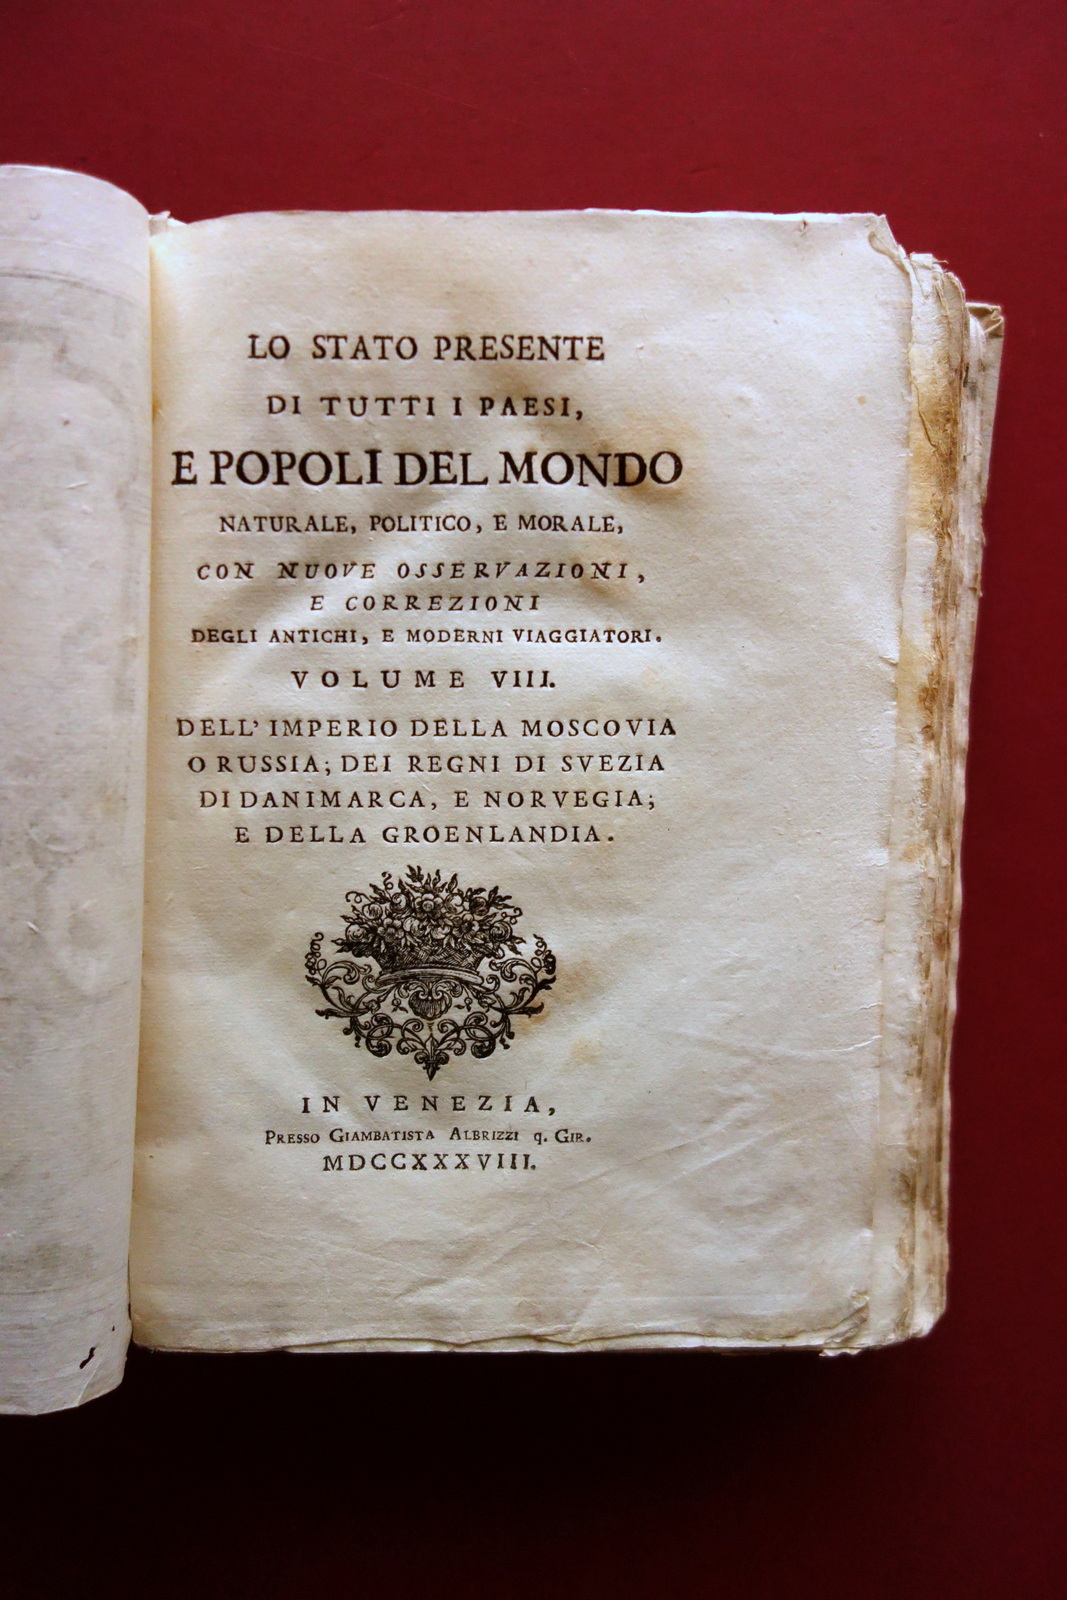 LO STATO PRESENTE
DI TUTTI I PAESI,
E POPOLI DEL MONDO
NATURALE, POLITICO, E MORALE,
CON NUOVE OSSERVAZIONI,
E CORREZIONI
DEGLI ANTICHI, E MODERNI VIAGGIATORI.
VOLUME VIII.
DELL' IMPERIO DELLA MOSCOVIA
O RUSSIA; DEI REGNI DI SVEZIA
DI DANIMARCA, E NORVEGIA;
E DELLA GROENLANDIA.
IN VENEZIA,
PRESSO GIAMBATISTA ALBRIZZI q. GIR.
MDCCXXXVIII.